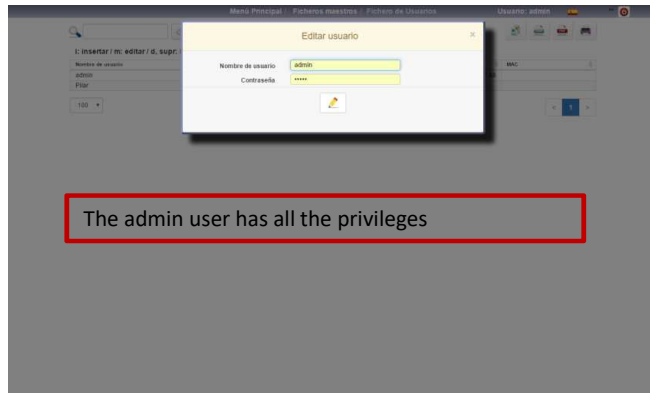 Menú Principal / Ficheros maestros / Fichero de Usuarios
Usuario: admin
Editar usuario
×
i: insertar / m: editar / d, supr:
Nombre de usuario
MAC
admin
Pilar
Nombre de usuario
admin
Contraseña
•••••
100
< 1 >
The admin user has all the privileges